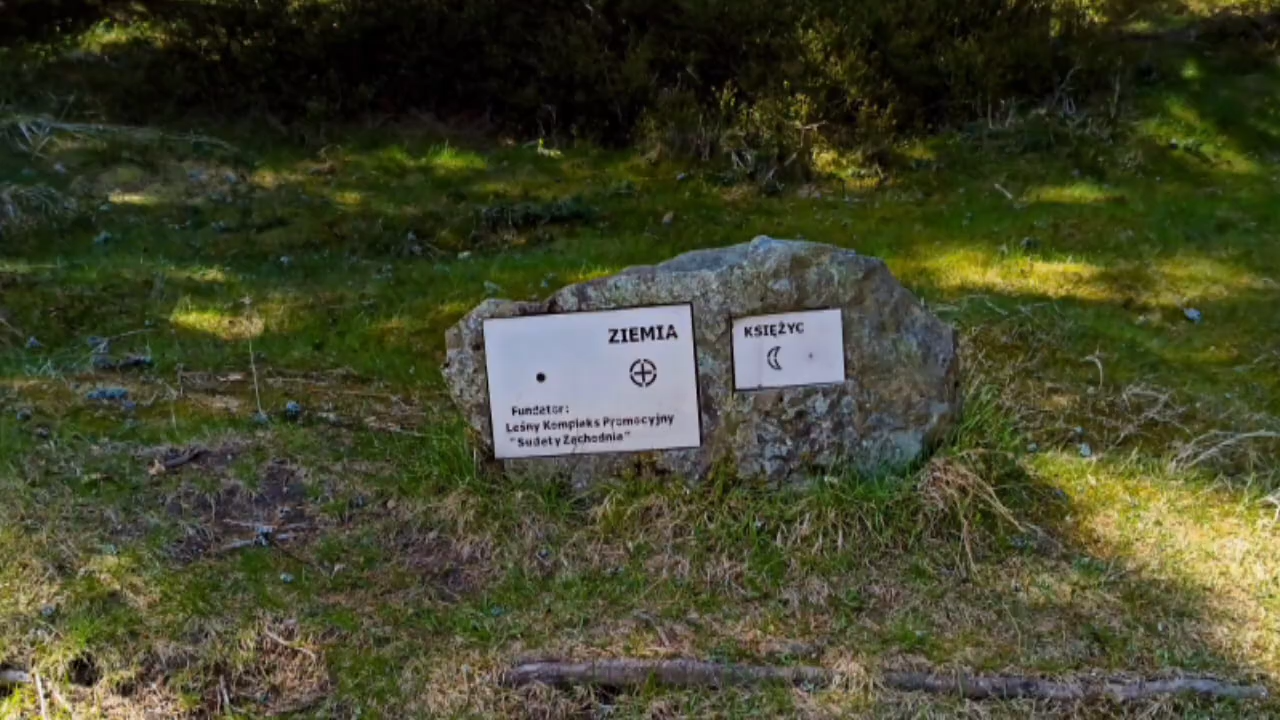 ZIEMIA
Fundator:
Leśny Kompleks Promocyjny
"Sudety Zachodnie"
KSIĘŻYC